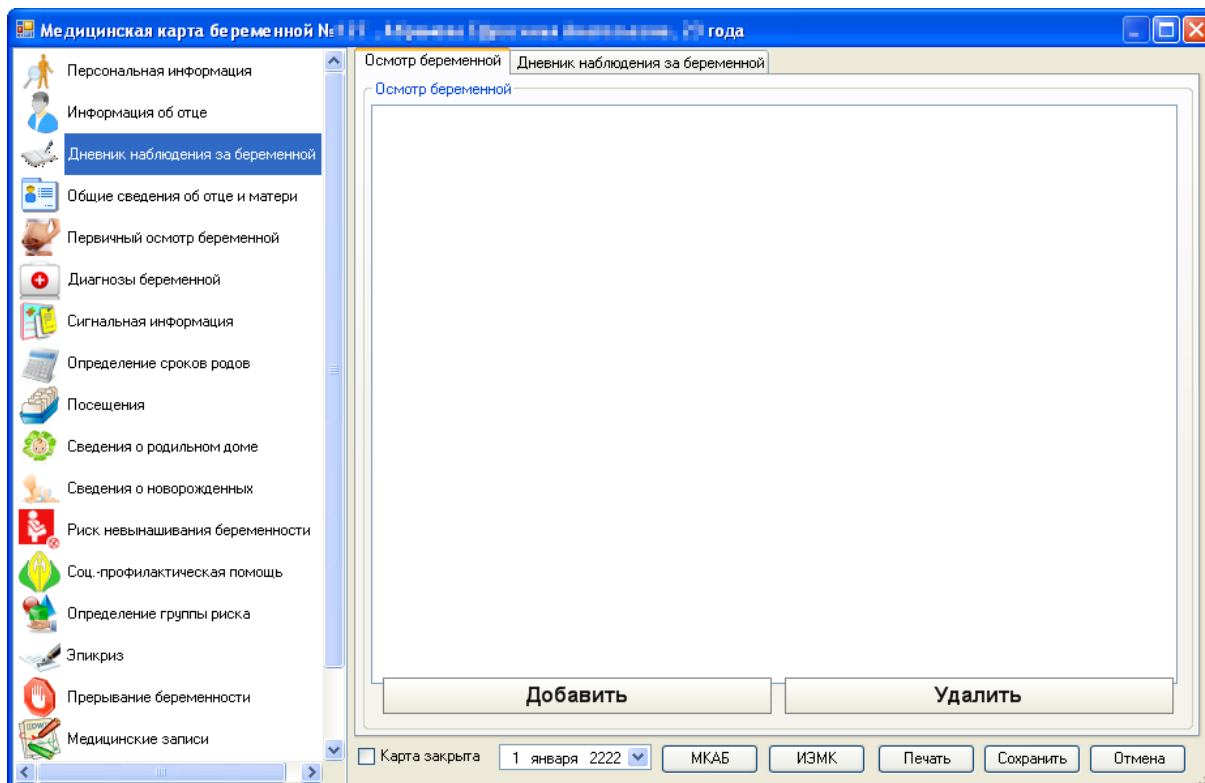 Медицинская карта беременной № года
Персональная информация
Информация об отце
Дневник наблюдения за беременной
Общие сведения об отце и матери
Первичный осмотр беременной
Диагнозы беременной
Сигнальная информация
Определение сроков родов
Посещения
Сведения о родильном доме
Сведения о новорожденных
Риск невынашивания беременности
Соц.-профилактическая помощь
Определение группы риска
Эпикриз
Прерывание беременности
Медицинские записи
Осмотр беременной Дневник наблюдения за беременной
Осмотр беременной
Добавить Удалить
Карта закрыта 1 января 2222 МКАБ ИЗМК Печать Сохранить Отмена